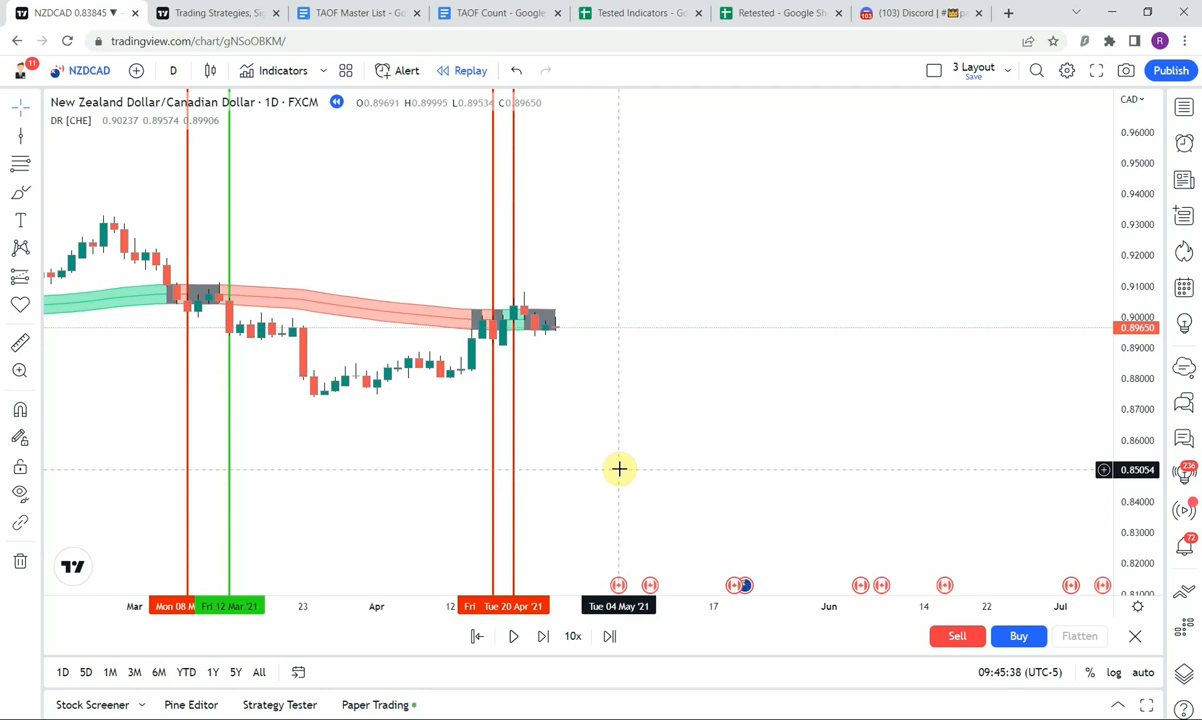 NZDCAD 0.83845 ▼
Trading Strategies, Si
TAOF Master List - Go
TAOF Count - Google
Tested Indicators - Go
Retested - Google Sh
(103) Discord | #
tradingview.com/chart/gNSoOBKM/
R
11
NZDCAD
D
Indicators
Alert
Replay
3 Layout
Save
Publish
New Zealand Dollar/Canadian Dollar · 1D · FXCM
O0.89691 H0.89995 L0.89534 C0.89650
DR [CHE] 0.90237 0.89574 0.89906
CAD
0.96000
0.95000
0.94000
0.93000
0.92000
0.91000
0.90000
0.89650
0.89000
0.88000
0.87000
0.86000
0.85054
0.84000
0.83000
0.82000
0.81000
236
72
Mar
Mon 08 M
Fri 12 Mar '21
23
Apr
12
Fri
Tue 20 Apr '21
Tue 04 May '21
17
Jun
14
22
Jul
10x
Sell
Buy
Flatten
1D 5D 1M 3M 6M YTD 1Y 5Y All
09:45:38 (UTC-5)
% log auto
Stock Screener
Pine Editor
Strategy Tester
Paper Trading